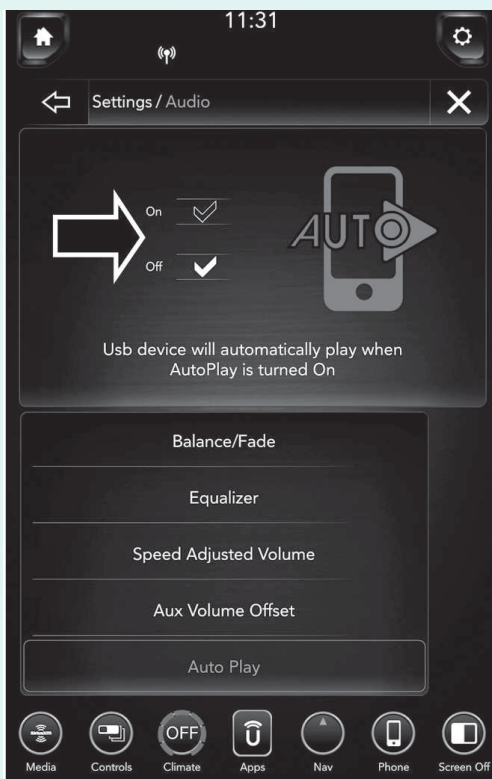 11:31
Settings / Audio
On
Off
AUTO
Usb device will automatically play when
AutoPlay is turned On
Balance/Fade
Equalizer
Speed Adjusted Volume
Aux Volume Offset
Auto Play
OFF
Media Controls Climate Apps Nav Phone Screen Off